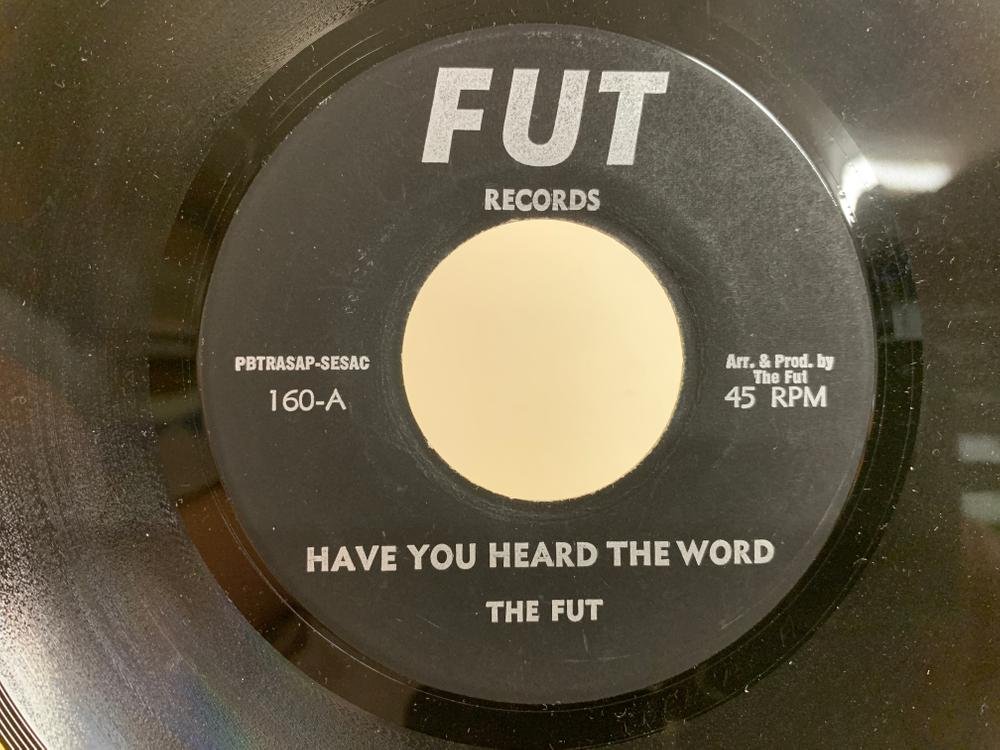 FUT
RECORDS
PBTRASAP-SESAC
160-A
Arr. & Prod. by
The Fut
45 RPM
HAVE YOU HEARD THE WORD
THE FUT